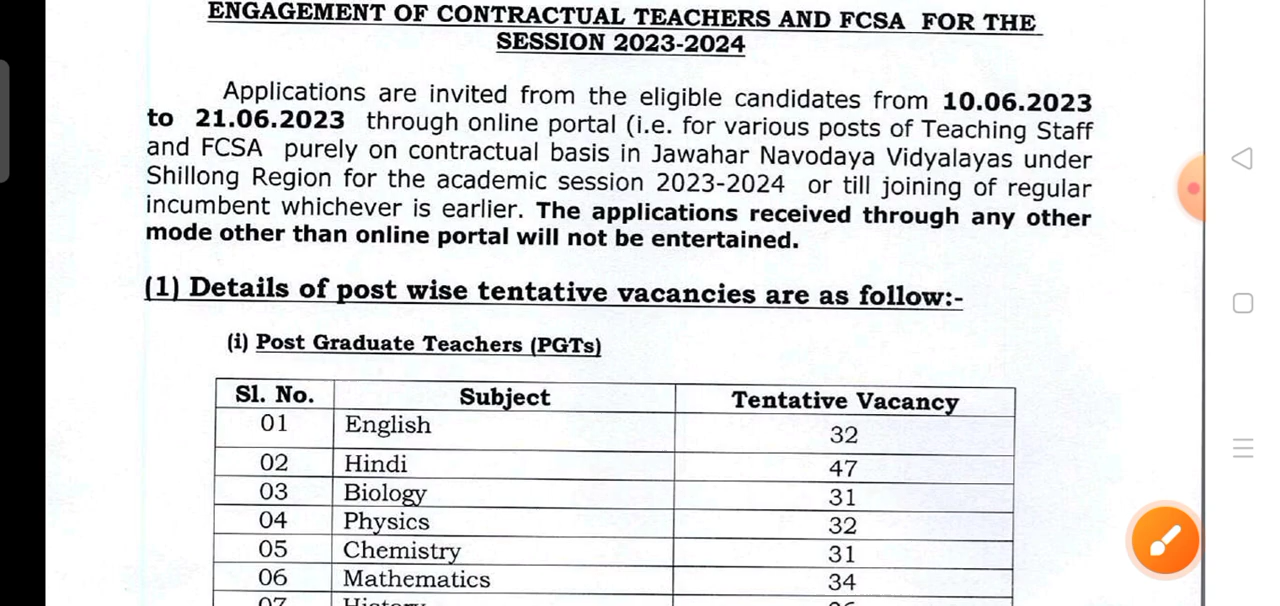 ENGAGEMENT OF CONTRACTUAL TEACHERS AND FCSA FOR THE
SESSION 2023-2024
Applications are invited from the eligible candidates from 10.06.2023
to 21.06.2023 through online portal (i.e. for various posts of Teaching Staff
and FCSA purely on contractual basis in Jawahar Navodaya Vidyalayas under
Shillong Region for the academic session 2023-2024 or till joining of regular
incumbent whichever is earlier. The applications received through any other
mode other than online portal will not be entertained.
(1) Details of post wise tentative vacancies are as follow:-
(i) Post Graduate Teachers (PGTs)
Sl. No. Subject Tentative Vacancy
01 English 32
02 Hindi 47
03 Biology 31
04 Physics 32
05 Chemistry 31
06 Mathematics 34
07 History